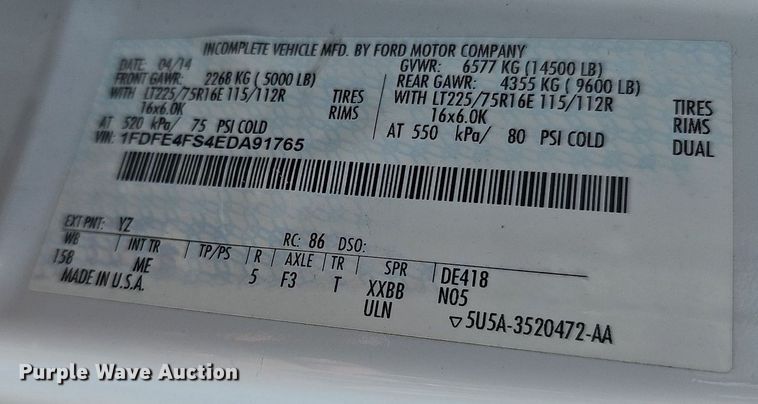 INCOMPLETE VEHICLE MFD. BY FORD MOTOR COMPANY
DATE: 04/14 GVWR: 6577 KG (14500 LB)
FRONT GAWR: 2268 KG ( 5000 LB) REAR GAWR: 4355 KG ( 9600 LB)
WITH LT225/75R16E 115/112R TIRES WITH LT225/75R16E 115/112R TIRES
16x6.0K RIMS 16x6.0K RIMS
AT 520 kPa/ 75 PSI COLD AT 550 kPa/ 80 PSI COLD DUAL
VIN: 1FDFE4FS4EDA91765
EXT PNT: YZ RC: 86 DSO:
WB INT TR TP/PS R AXLE TR SPR DE418
158 ME 5 F3 T XXBB N05
MADE IN U.S.A. ULN ▽5U5A-3520472-AA
Purple Wave Auction